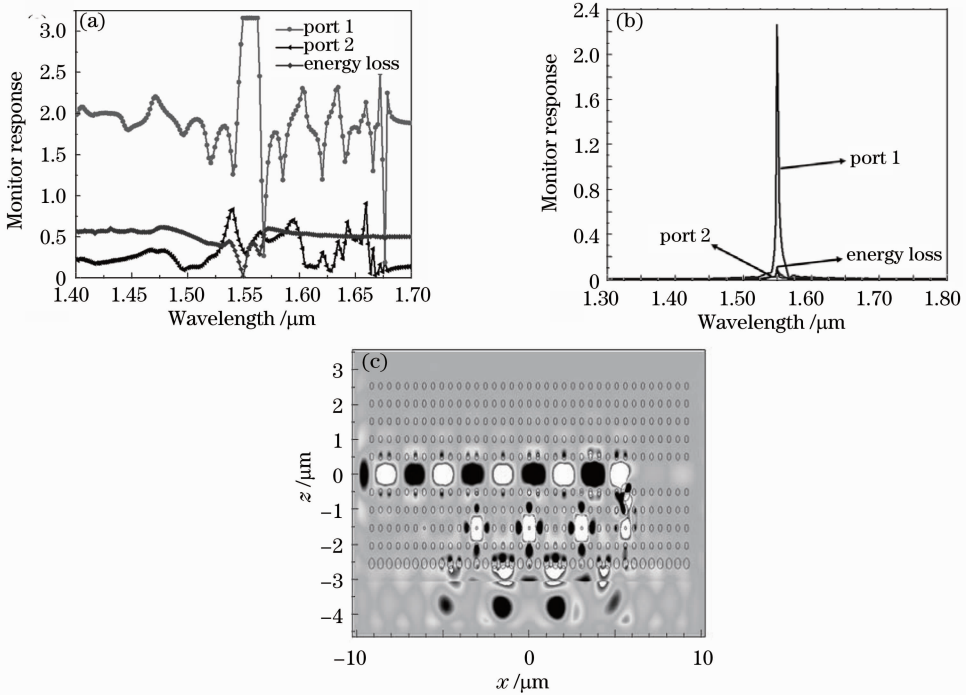 (a)
3.0
2.5
2.0
1.5
1.0
0.5
0
Monitor response
port 1
port 2
energy loss
1.40 1.45 1.50 1.55 1.60 1.65 1.70
Wavelength /μm
(b)
2.4
2.0
1.6
1.2
0.8
0.4
0
Monitor response
port 1
port 2
energy loss
1.30 1.40 1.50 1.60 1.70 1.80
Wavelength /μm
(c)
3
2
1
0
−1
−2
−3
−4
z /μm
−10 0 10
x /μm